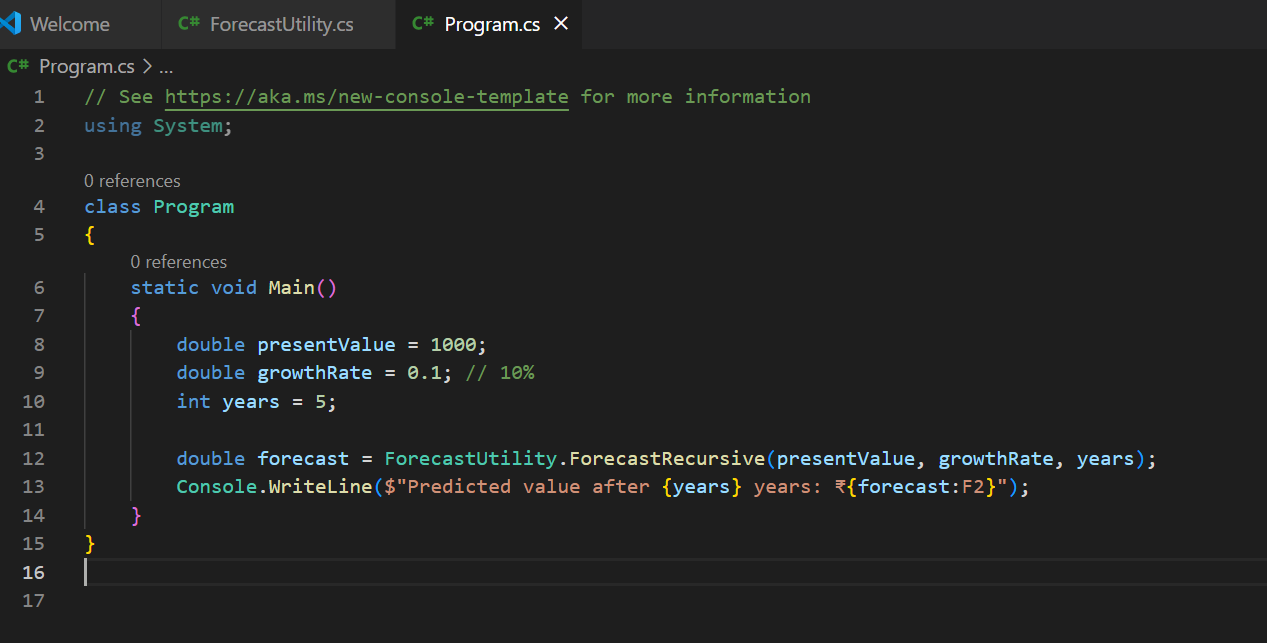 Welcome
C# ForecastUtility.cs
C# Program.cs ×
C# Program.cs > ...
1 // See https://aka.ms/new-console-template for more information
2 using System;
3
0 references
4 class Program
5 {
0 references
6 static void Main()
7 {
8 double presentValue = 1000;
9 double growthRate = 0.1; // 10%
10 int years = 5;
11
12 double forecast = ForecastUtility.ForecastRecursive(presentValue, growthRate, years);
13 Console.WriteLine($"Predicted value after {years} years: ₹{forecast:F2}");
14 }
15 }
16
17